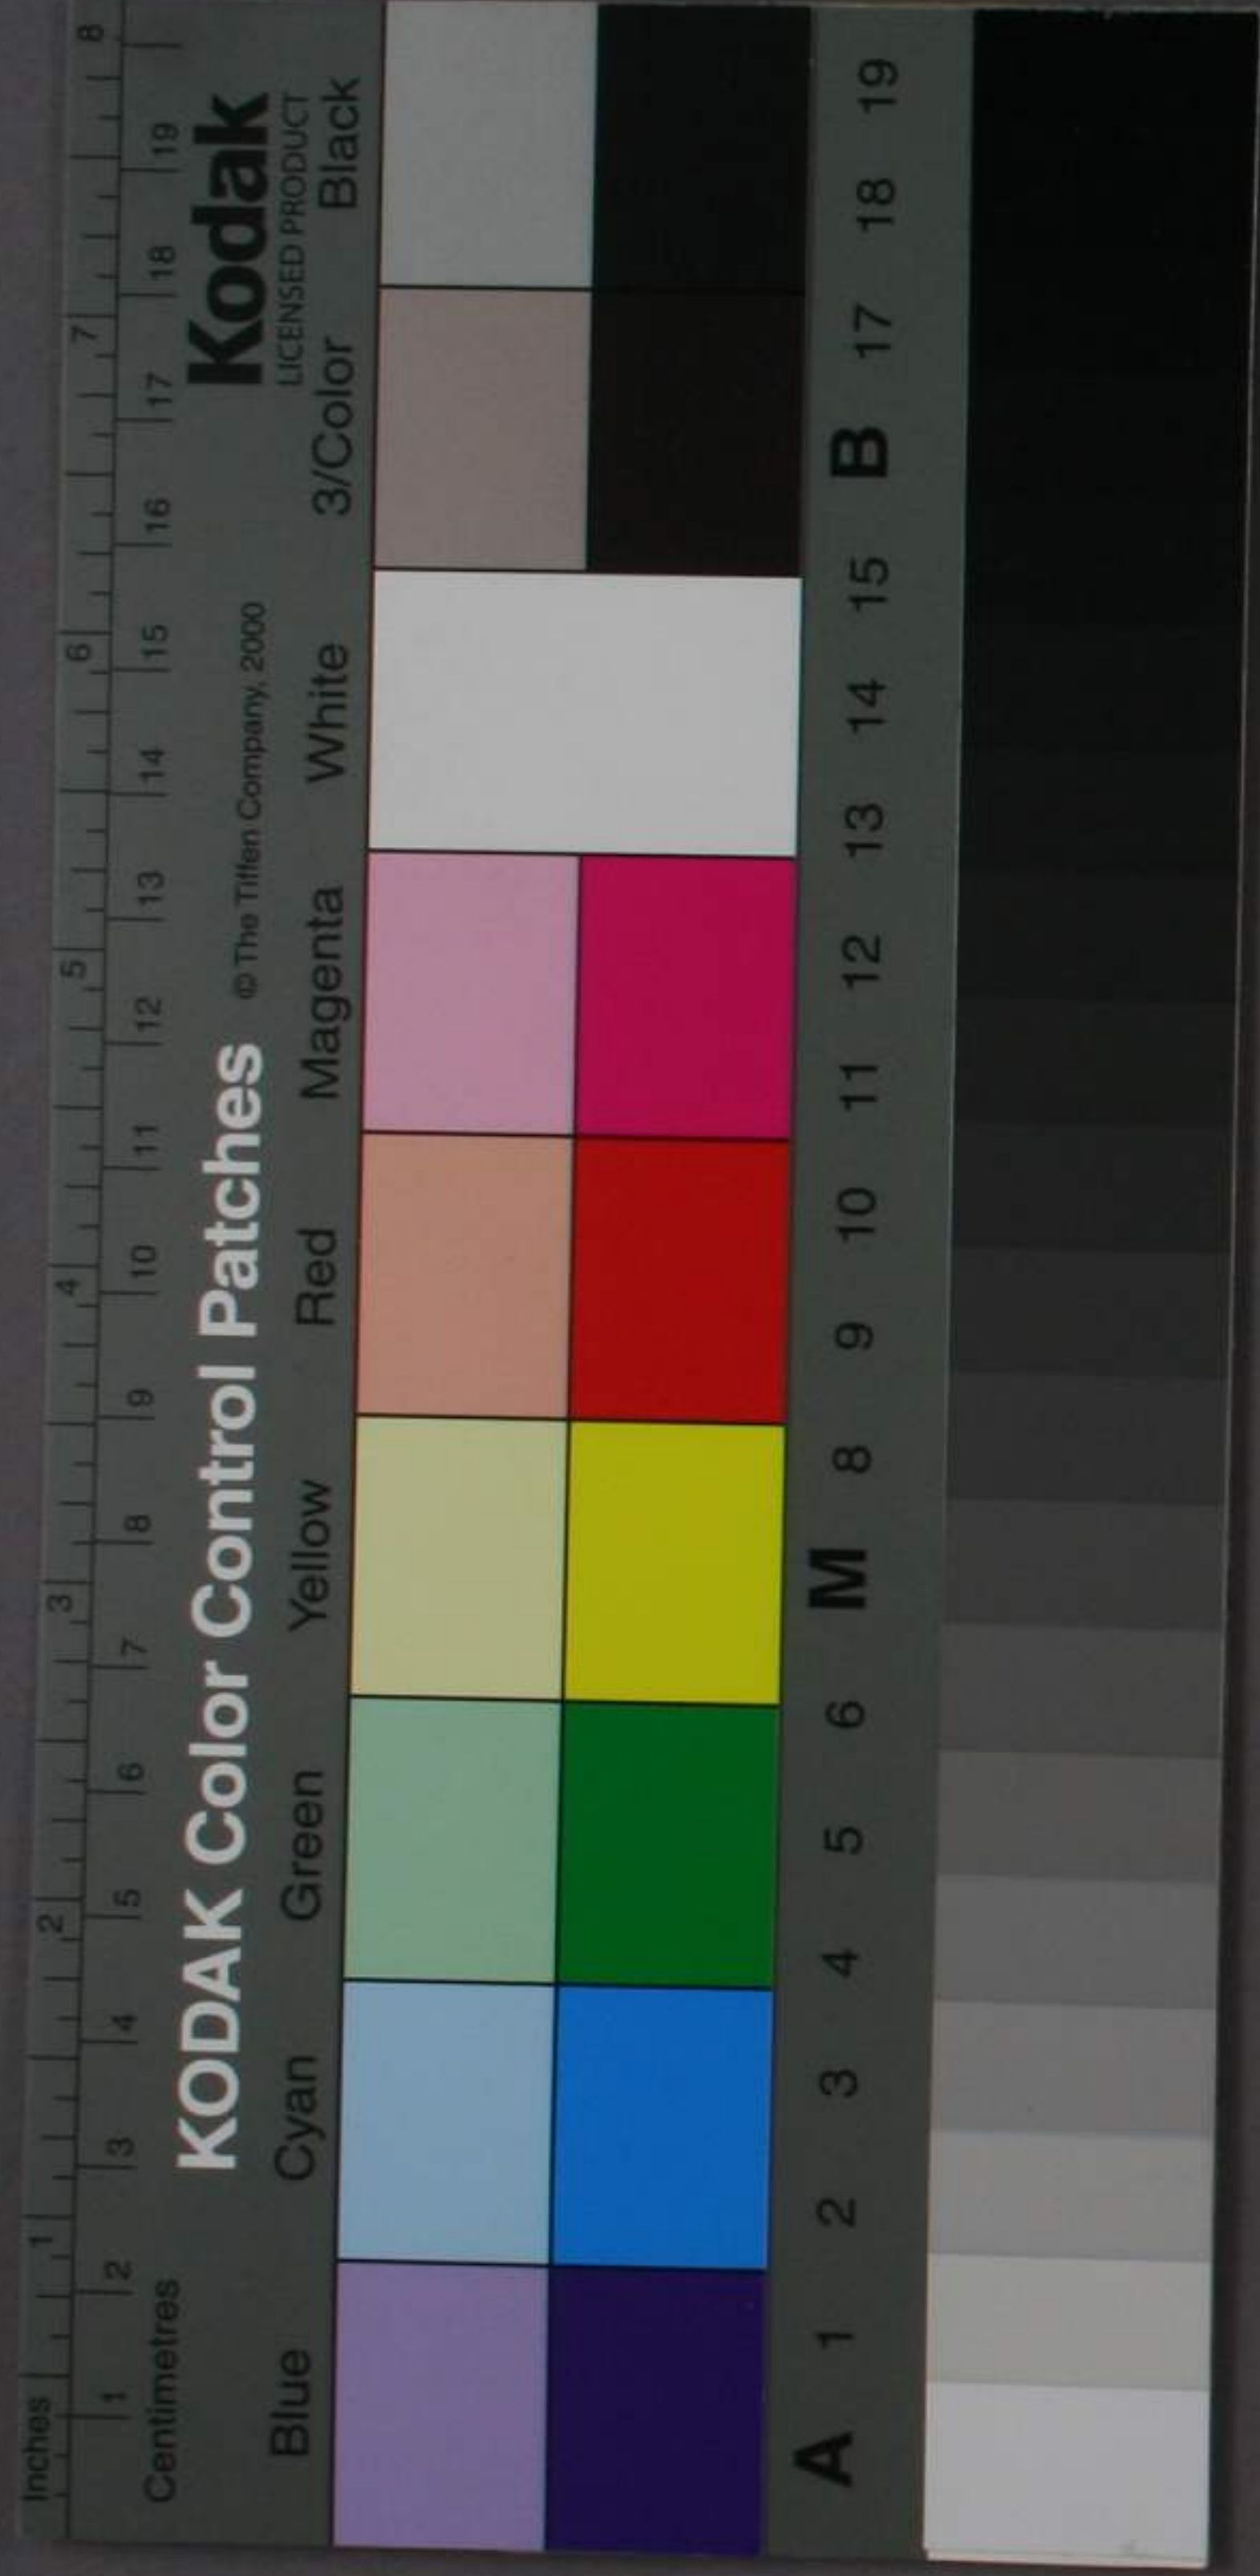 Inches 1 2 3 4 5 6 7 8
Centimetres 1 2 3 4 5 6 7 8 9 10 11 12 13 14 15 16 17 18 19
KODAK Color Control Patches © The Tiffen Company, 2000 Kodak
LICENSED PRODUCT
Blue Cyan Green Yellow Red Magenta White 3/Color Black
A 1 2 3 4 5 6 M 8 9 10 11 12 13 14 15 B 17 18 19